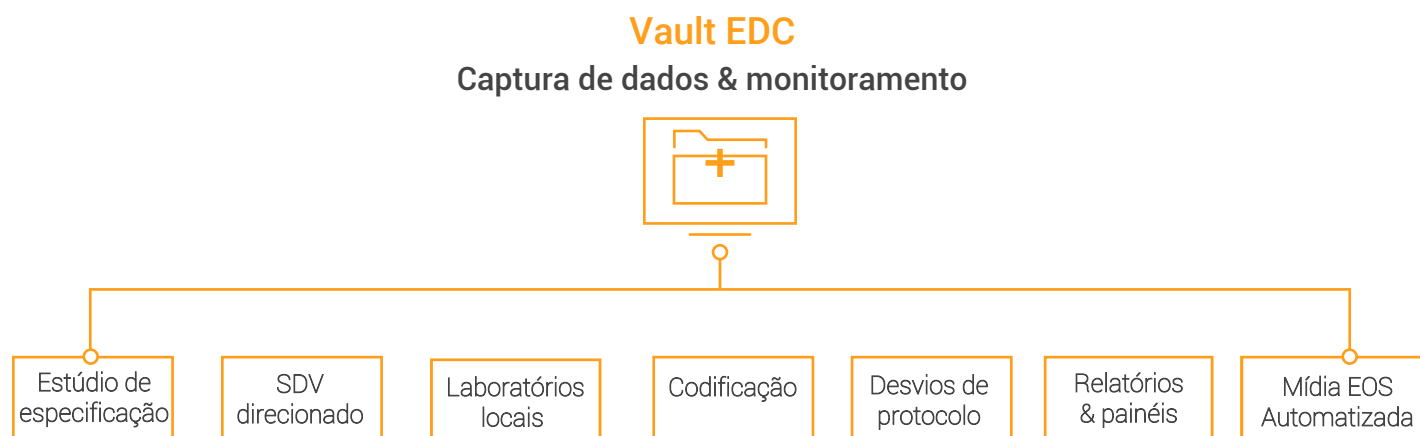 Vault EDC
Captura de dados & monitoramento
Estúdio de
especificação
SDV
direcionado
Laboratórios
locais
Codificação
Desvios de
protocolo
Relatórios
& painéis
Mídia EOS
Automatizada